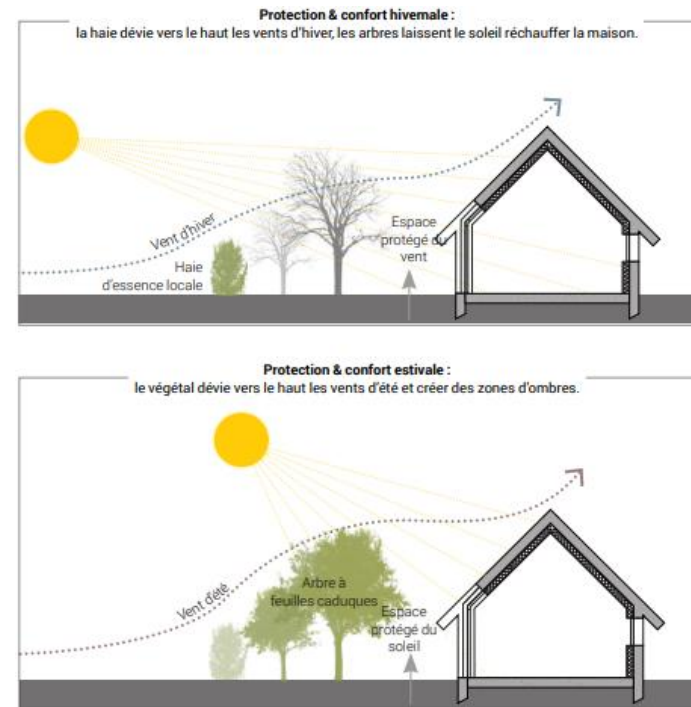 Protection & confort hivernale :
la haie dévie vers le haut les vents d'hiver, les arbres laissent le soleil réchauffer la maison.
Vent d'hiver
Haie
d'essence locale
Espace
protégé du
vent
Protection & confort estivale :
le végétal dévie vers le haut les vents d'été et créer des zones d'ombres.
Vent d'été
Arbre à
feuilles caduques
Espace
protégé du
soleil